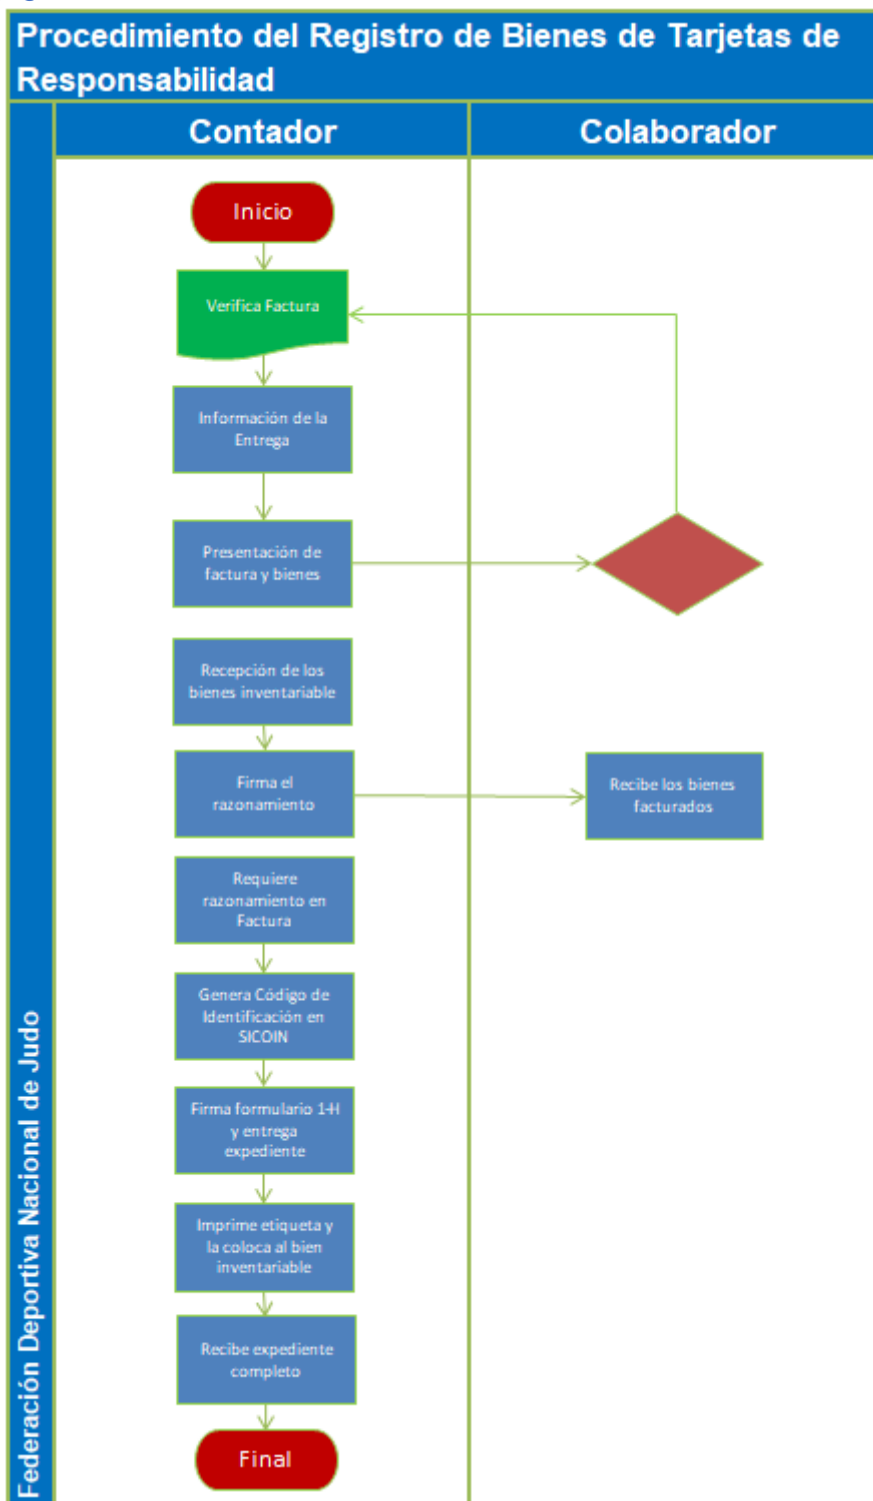 Procedimiento del Registro de Bienes de Tarjetas de
Responsabilidad
Contador
Colaborador
Federación Deportiva Nacional de Judo
Inicio
Verifica Factura
Información de la
Entrega
Presentación de
factura y bienes
Recepción de los
bienes inventariable
Firma el
razonamiento
Recibe los bienes
facturados
Requiere
razonamiento en
Factura
Genera Código de
Identificación en
SICOIN
Firma formulario 1-H
y entrega
expediente
Imprime etiqueta y
la coloca al bien
inventariable
Recibe expediente
completo
Final